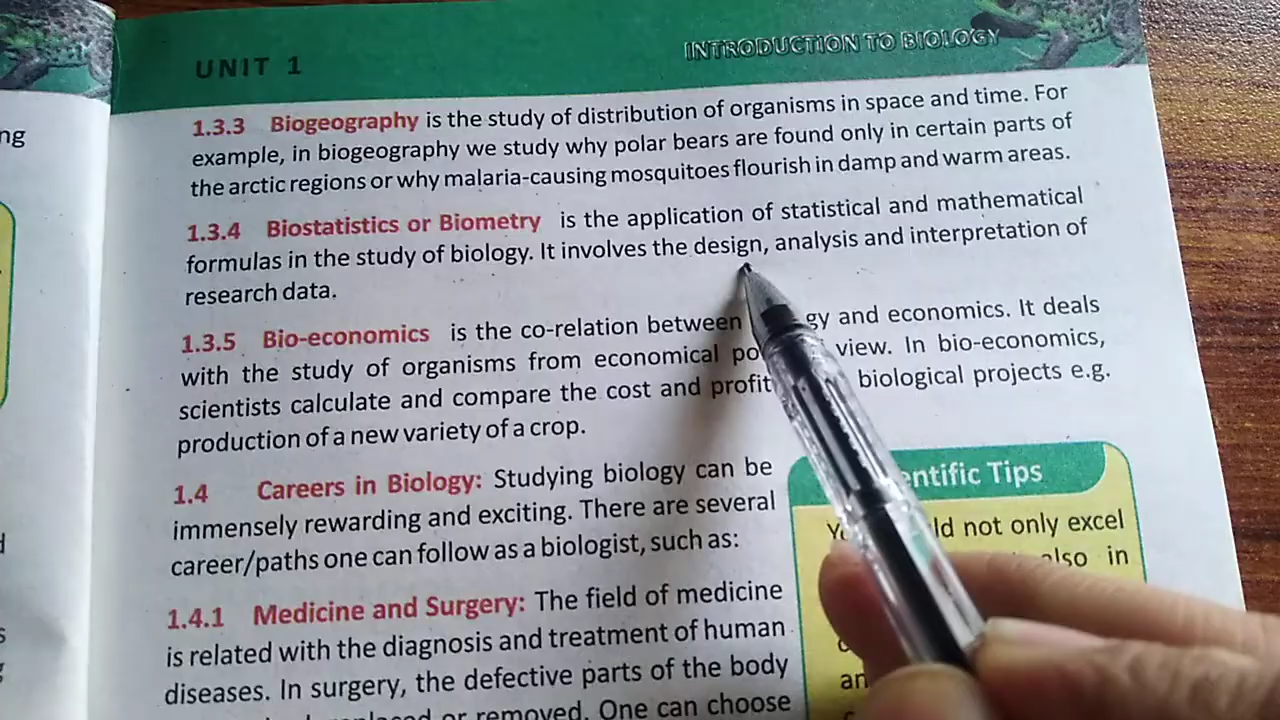 ng
UNIT 1
INTRODUCTION TO BIOLOGY
1.3.3 Biogeography is the study of distribution of organisms in space and time. For
example, in biogeography we study why polar bears are found only in certain parts of
the arctic regions or why malaria-causing mosquitoes flourish in damp and warm areas.
1.3.4 Biostatistics or Biometry is the application of statistical and mathematical
formulas in the study of biology. It involves the design, analysis and interpretation of
research data.
1.3.5 Bio-economics is the co-relation between gy and economics. It deals
with the study of organisms from economical po view. In bio-economics,
scientists calculate and compare the cost and profit biological projects e.g.
production of a new variety of a crop.
1.4 Careers in Biology: Studying biology can be
immensely rewarding and exciting. There are several
career/paths one can follow as a biologist, such as:
1.4.1 Medicine and Surgery: The field of medicine
is related with the diagnosis and treatment of human
diseases. In surgery, the defective parts of the body
or removed. One can choose
entific Tips
ld not only excel
also in
an